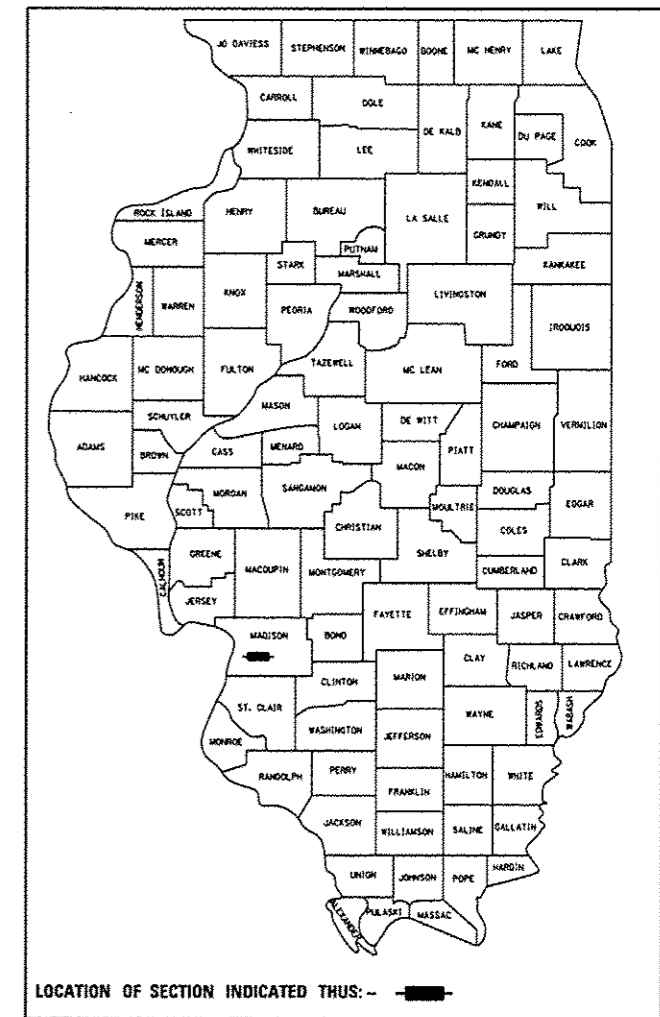 JO DAVIESS STEPHENSON WINNEBAGO BOONE MC HENRY LAKE
CARROLL OGLE DE KALB KANE DU PAGE COOK
WHITESIDE LEE
KENDALL
ROCK ISLAND HENRY BUREAU LA SALLE GRUNDY WILL
MERCER PUTNAM
STARK MARSHALL KANKAKEE
HENDERSON WARREN KNOX PEORIA WOODFORD LIVINGSTON IROQUOIS
HANCOCK MC DONOUGH FULTON TAZEWELL MC LEAN FORD
SCHUYLER MASON
ADAMS LOGAN DE WITT CHAMPAIGN VERMILION
BROWN CASS MENARD MACON PIATT
PIKE SCOTT MORGAN SANGAMON MOULTRIE DOUGLAS EDGAR
CHRISTIAN COLES
GREENE MACOUPIN MONTGOMERY SHELBY CUMBERLAND CLARK
CALHOUN JERSEY FAYETTE EFFINGHAM JASPER CRAWFORD
MADISON BOND CLAY RICHLAND LAWRENCE
CLINTON MARION
ST. CLAIR WAYNE EDWARDS WABASH
MONROE WASHINGTON JEFFERSON
RANDOLPH PERRY HAMILTON WHITE
FRANKLIN
JACKSON WILLIAMSON SALINE GALLATIN
UNION JOHNSON POPE HARDIN
ALEXANDER PULASKI MASSAC
LOCATION OF SECTION INDICATED THUS: -